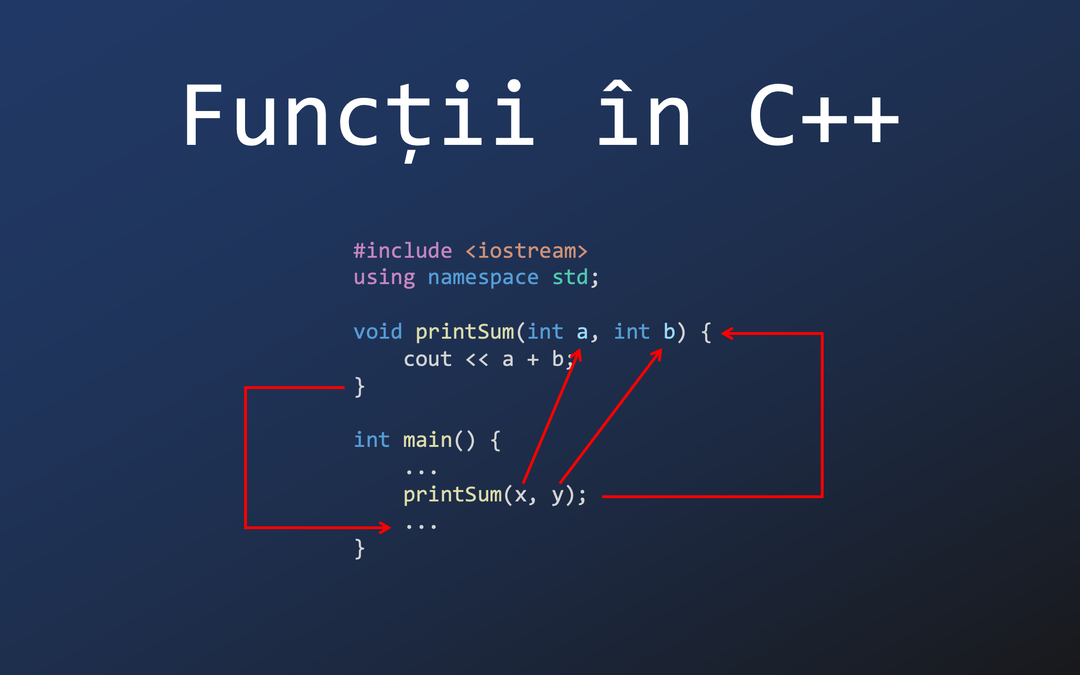 Funcții în C++
#include <iostream>
using namespace std;
void printSum(int a, int b) {
    cout << a + b;
}
int main() {
    ...
    printSum(x, y);
    ...
}